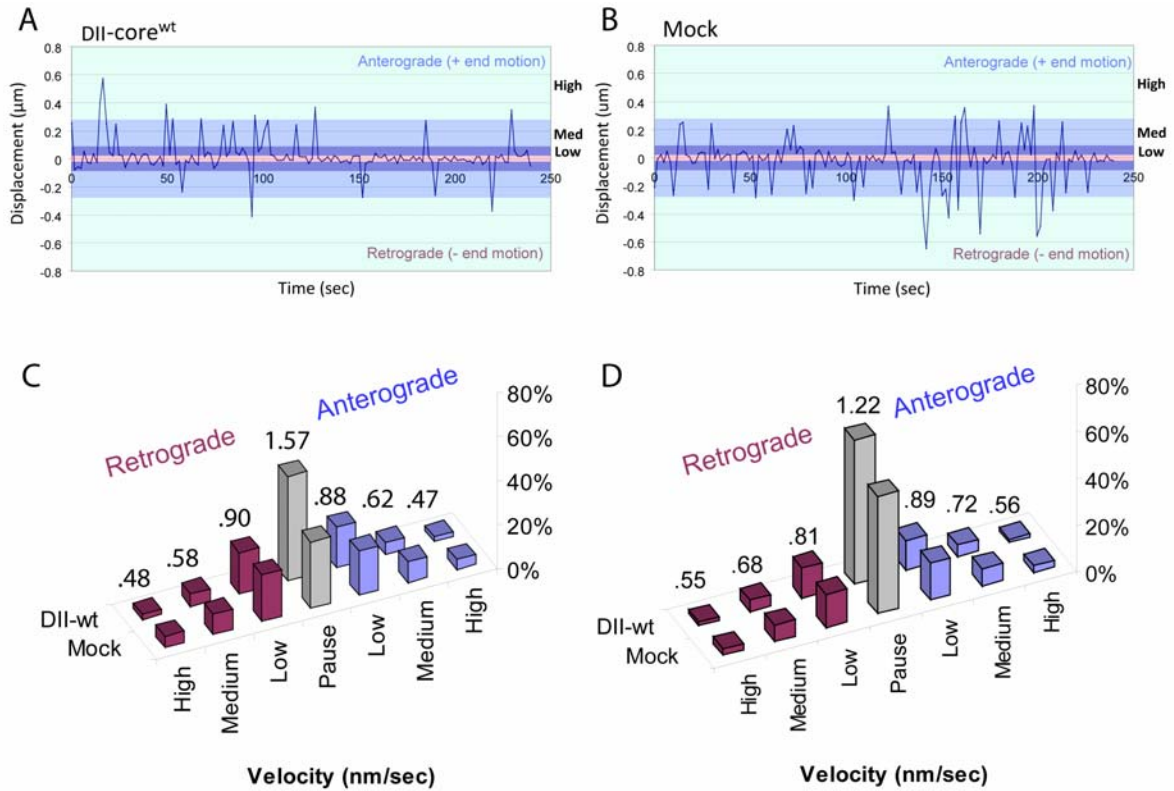 A
DII-core^wt
0.8
0.6
0.4
0.2
0
-0.2
-0.4
-0.6
-0.8
Displacement (µm)
Anterograde (+ end motion)
High
Med
Low
0 50 100 150 200 250
Retrograde (- end motion)
Time (sec)
B
Mock
0.8
0.6
0.4
0.2
0
-0.2
-0.4
-0.6
-0.8
Displacement (um)
Anterograde (+ end motion)
High
Med
Low
0 50 100 150 200 250
Retrograde (- end motion)
Time (sec)
C
Retrograde
Anterograde
80%
60%
40%
20%
0%
.48 .58 .90 1.57 .88 .62 .47
DII-wt
Mock
High Medium Low Pause Low Medium High
Velocity (nm/sec)
D
Retrograde
Anterograde
80%
60%
40%
20%
0%
.55 .68 .81 1.22 .89 .72 .56
DII-wt
Mock
High Medium Low Pause Low Medium High
Velocity (nm/sec)